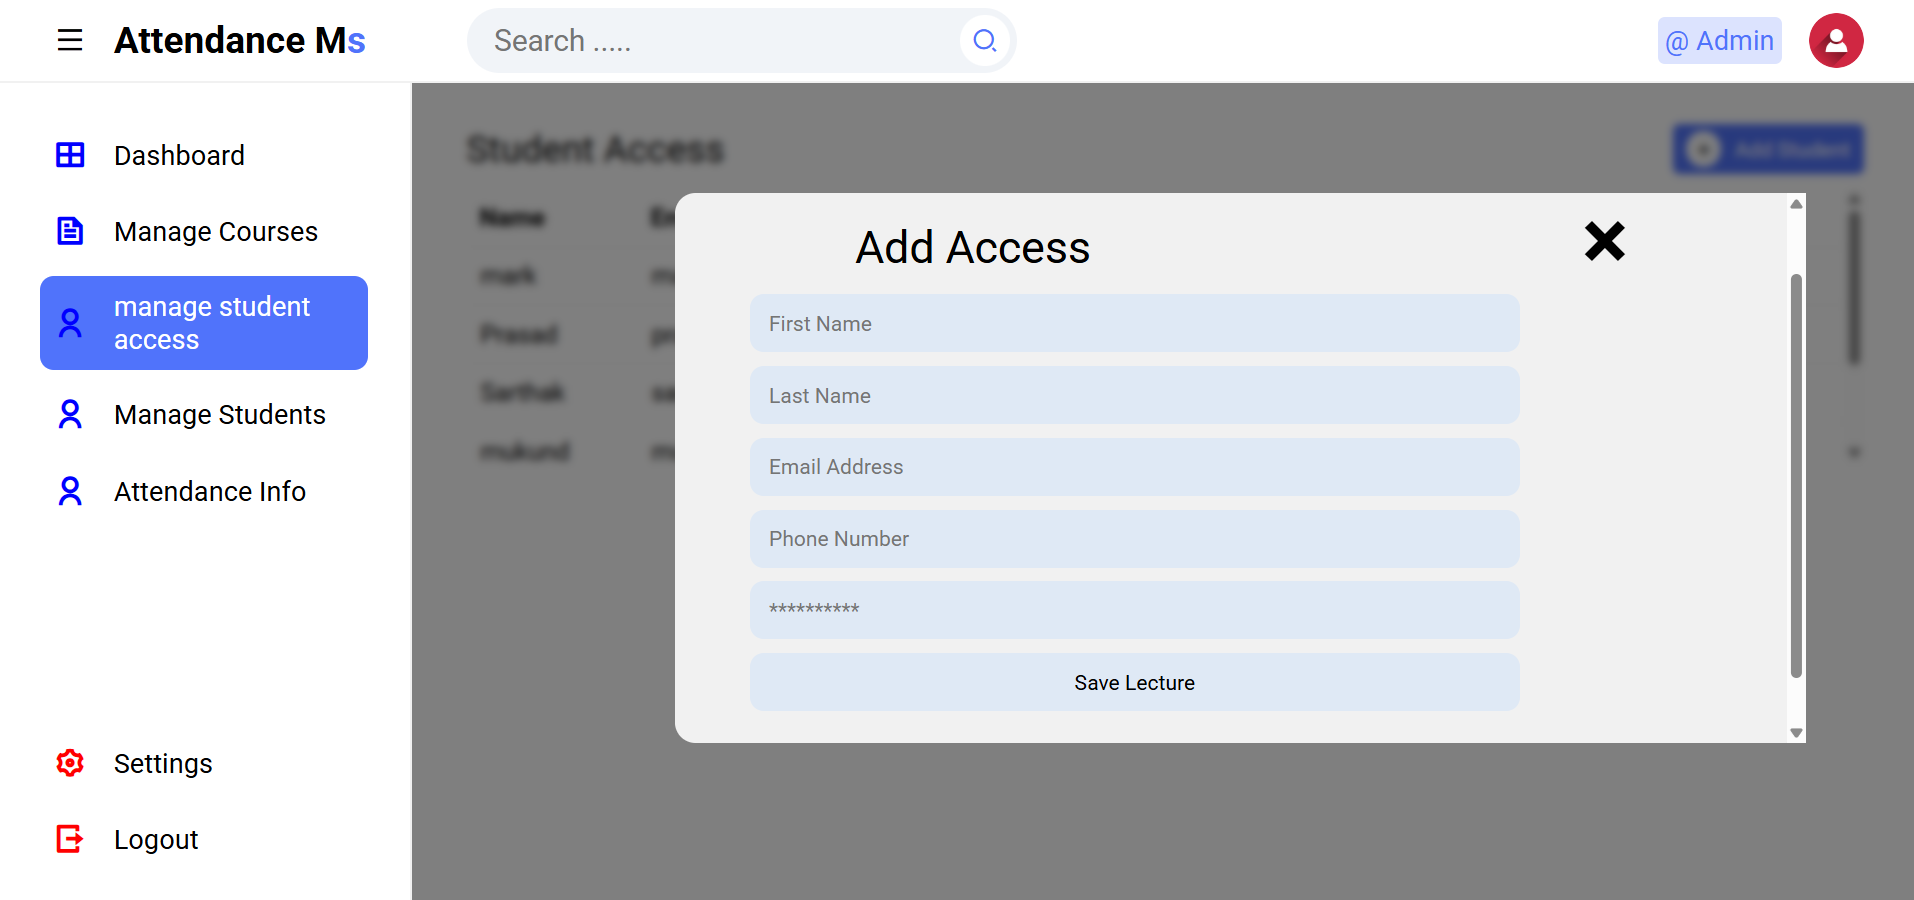 Attendance Ms
Search .....
@ Admin
Dashboard
Manage Courses
manage student
access
Manage Students
Attendance Info
Settings
Logout
Student Access
Add Student
Name
mark
Prasad
Sarthak
mukund
Add Access
First Name
Last Name
Email Address
Phone Number
**********
Save Lecture